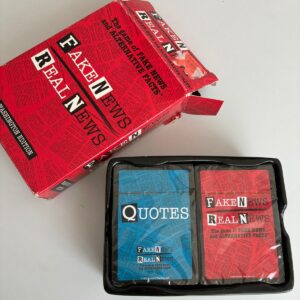 The game of FAKE NEWS
and ALTERNATIVE FACTS
FAKE NEWS
REAL NEWS
WASHINGTON EDITION
QUOTES
FAKE NEWS
REAL NEWS
FAKE NEWS
REAL NEWS
The game of FAKE NEWS
and ALTERNATIVE FACTS